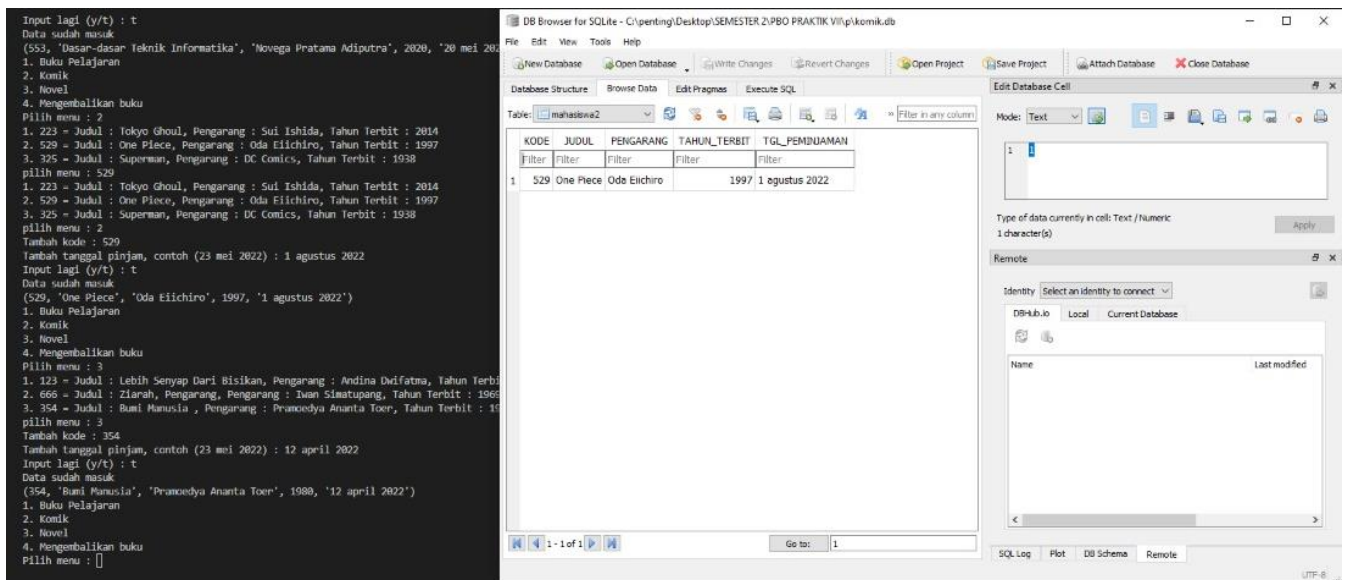 Input lagi (y/t) : t
Data sudah masuk
(553, 'Dasar-dasar Teknik Informatika', 'Novega Pratama Adiputra', 2020, '20 mei 202
1. Buku Pelajaran
2. Komik
3. Novel
4. Mengembalikan buku
Pilih menu : 2
1. 223 = Judul : Tokyo Ghoul, Pengarang : Sui Ishida, Tahun Terbit : 2014
2. 529 = Judul : One Piece, Pengarang : Oda Eiichiro, Tahun Terbit : 1997
3. 325 = Judul : Superman, Pengarang : DC Comics, Tahun Terbit : 1938
pilih menu : 529
1. 223 = Judul : Tokyo Ghoul, Pengarang : Sui Ishida, Tahun Terbit : 2014
2. 529 = Judul : One Piece, Pengarang : Oda Eiichiro, Tahun Terbit : 1997
3. 325 = Judul : Superman, Pengarang : DC Comics, Tahun Terbit : 1938
pilih menu : 2
Tambah kode : 529
Tambah tanggal pinjam, contoh (23 mei 2022) : 1 agustus 2022
Input lagi (y/t) : t
Data sudah masuk
(529, 'One Piece', 'Oda Eiichiro', 1997, '1 agustus 2022')
1. Buku Pelajaran
2. Komik
3. Novel
4. Mengembalikan buku
Pilih menu : 3
1. 123 = Judul : Lebih Senyap Dari Bisikan, Pengarang : Andina Dwifatma, Tahun Terbi
2. 666 = Judul : Ziarah, Pengarang, Pengarang : Iwan Simatupang, Tahun Terbit : 1969
3. 354 = Judul : Bumi Manusia , Pengarang : Pramoedya Ananta Toer, Tahun Terbit : 19
pilih menu : 3
Tambah kode : 354
Tambah tanggal pinjam, contoh (23 mei 2022) : 12 april 2022
Input lagi (y/t) : t
Data sudah masuk
(354, 'Bumi Manusia', 'Pramoedya Ananta Toer', 1980, '12 april 2022')
1. Buku Pelajaran
2. Komik
3. Novel
4. Mengembalikan buku
Pilih menu : 
DB Browser for SQLite - C:\penting\Desktop\SEMESTER 2\PBO PRAKTIK VII\p\komik.db
File Edit View Tools Help
New Database Open Database Write Changes Revert Changes Open Project Save Project Attach Database Close Database
Database Structure Browse Data Edit Pragmas Execute SQL
Table: mahasiswa2 » Filter in any column
KODE JUDUL PENGARANG TAHUN_TERBIT TGL_PEMINJAMAN
Filter Filter Filter Filter Filter
1 529 One Piece Oda Eiichiro 1997 1 agustus 2022
1 - 1 of 1 Go to: 1
Edit Database Cell
Mode: Text
1 1
Type of data currently in cell: Text / Numeric
1 character(s)
Apply
Remote
Identity Select an identity to connect
DBHub.io Local Current Database
Name Last modified
SQL Log Plot DB Schema Remote
UTF-8